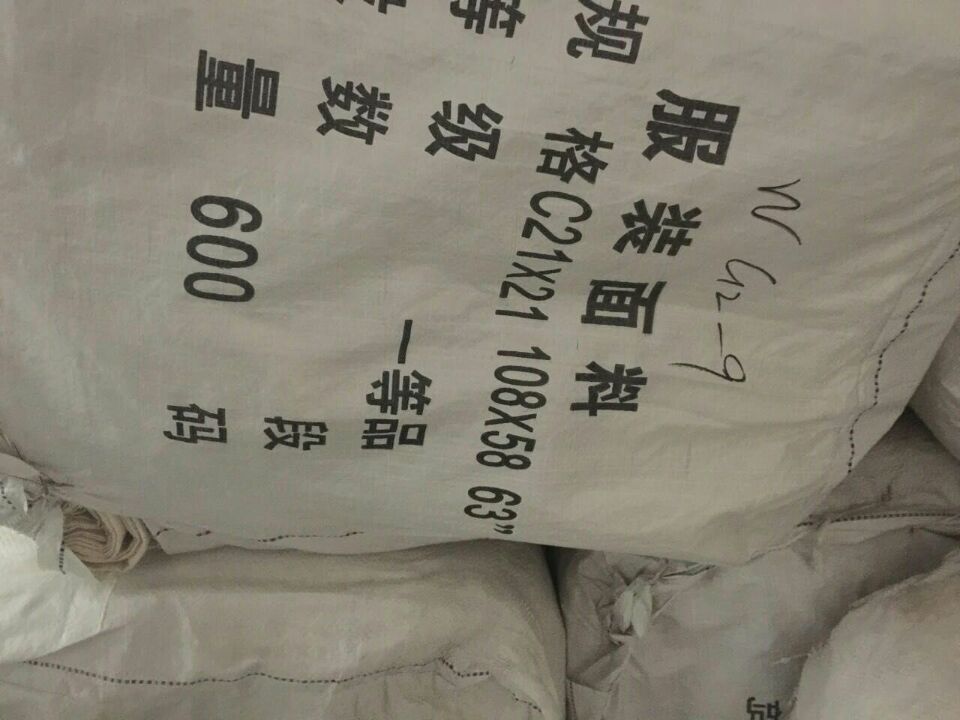 服装面料
规格C21X21 108X58 63”
等级 一等品
数 段
量 600 码